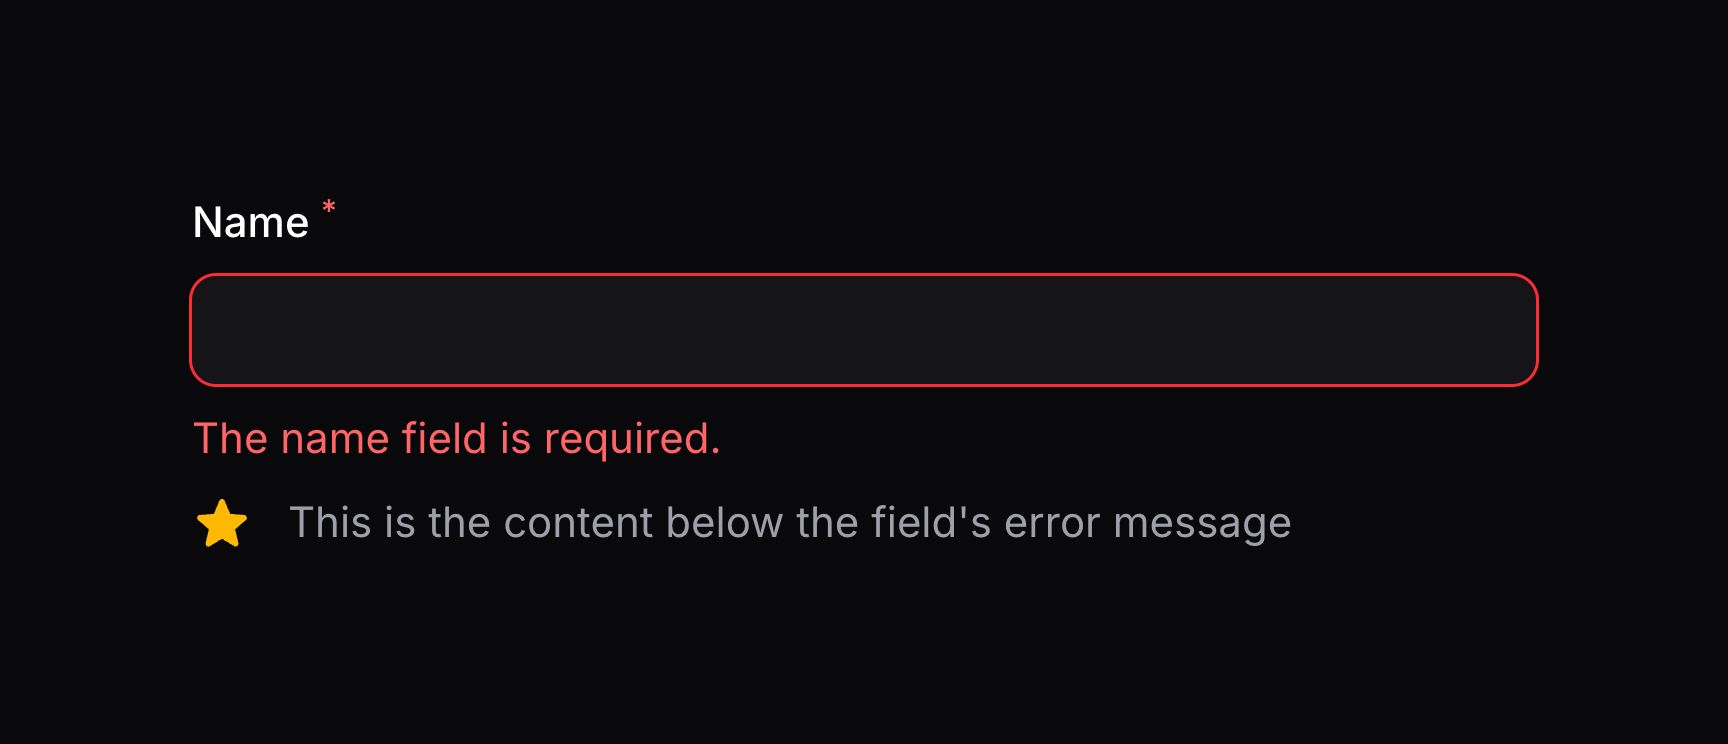 Name *
The name field is required.
This is the content below the field's error message